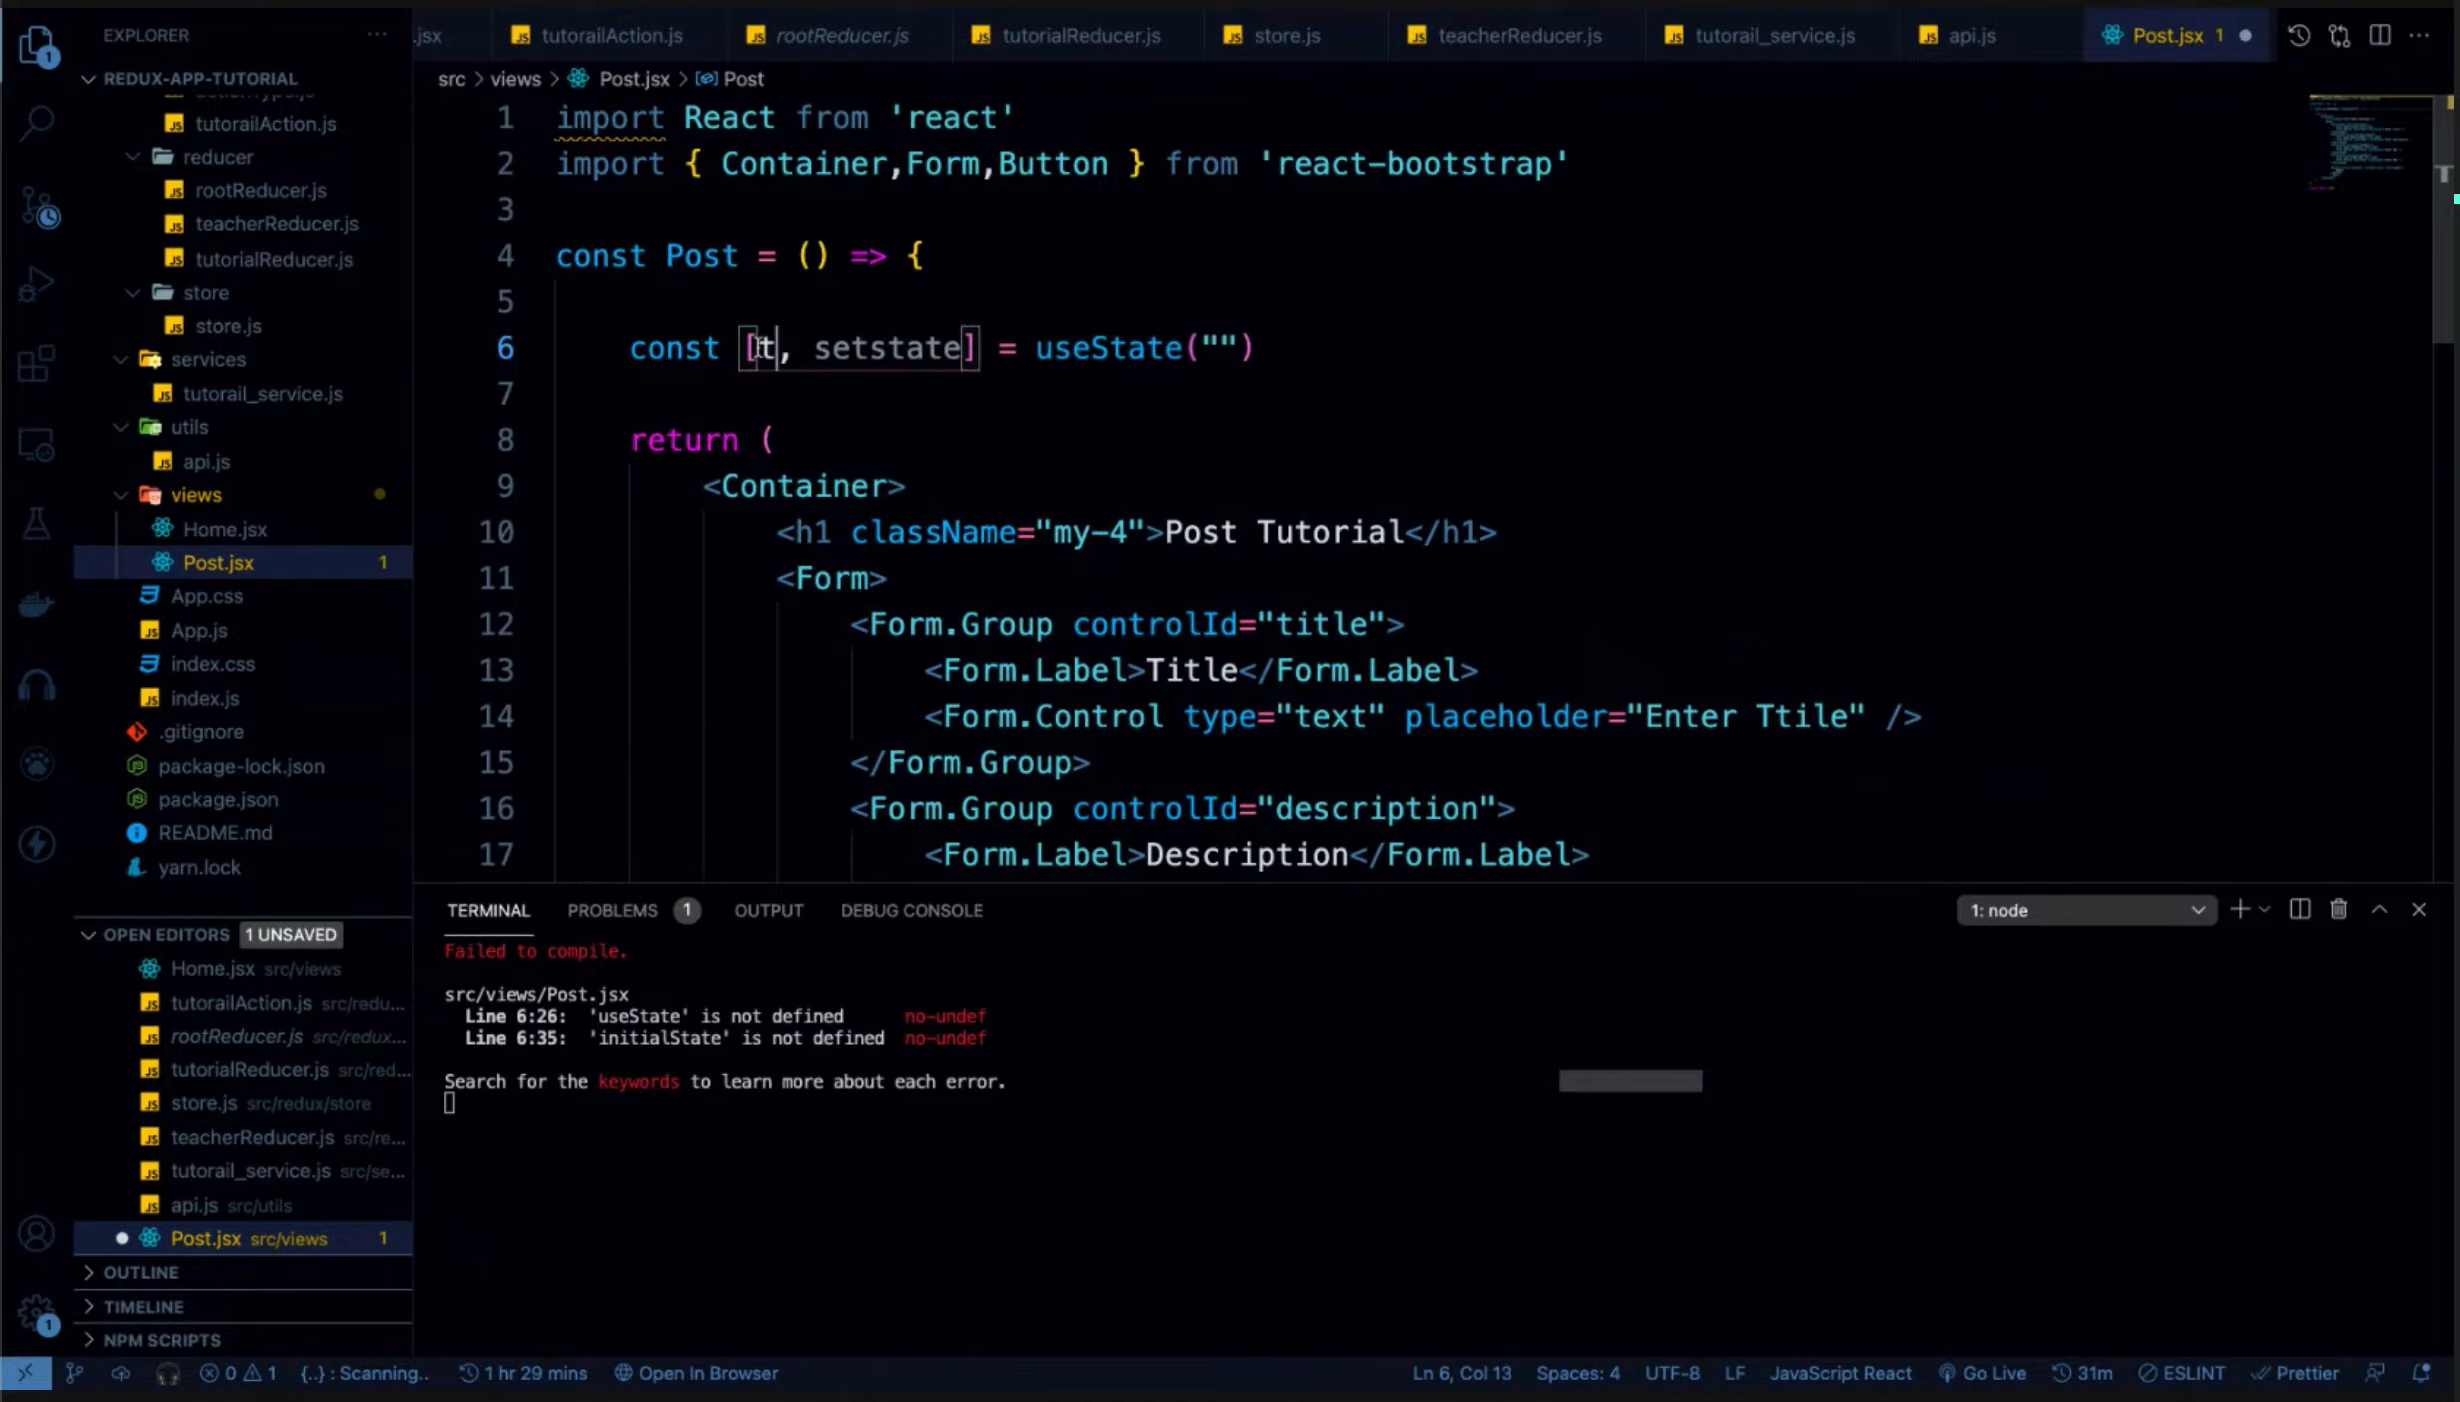 EXPLORER
REDUX-APP-TUTORIAL
tutorailAction.js
reducer
rootReducer.js
teacherReducer.js
tutorialReducer.js
store
store.js
services
tutorail_service.js
utils
api.js
views
Home.jsx
Post.jsx 1
App.css
App.js
index.css
index.js
.gitignore
package-lock.json
package.json
README.md
yarn.lock
OPEN EDITORS 1 UNSAVED
Home.jsx src/views
tutorailAction.js src/redu...
rootReducer.js src/redux...
tutorialReducer.js src/red...
store.js src/redux/store
teacherReducer.js src/re...
tutorail_service.js src/se...
api.js src/utils
Post.jsx src/views 1
OUTLINE
TIMELINE
NPM SCRIPTS
.jsx tutorailAction.js rootReducer.js tutorialReducer.js store.js teacherReducer.js tutorail_service.js api.js Post.jsx 1
src > views > Post.jsx > Post
1 import React from 'react'
2 import { Container,Form,Button } from 'react-bootstrap'
3
4 const Post = () => {
5
6 const [t, setstate] = useState("")
7
8 return (
9 <Container>
10 <h1 className="my-4">Post Tutorial</h1>
11 <Form>
12 <Form.Group controlId="title">
13 <Form.Label>Title</Form.Label>
14 <Form.Control type="text" placeholder="Enter Ttile" />
15 </Form.Group>
16 <Form.Group controlId="description">
17 <Form.Label>Description</Form.Label>
TERMINAL PROBLEMS 1 OUTPUT DEBUG CONSOLE 1: node
Failed to compile.
src/views/Post.jsx
Line 6:26: 'useState' is not defined no-undef
Line 6:35: 'initialState' is not defined no-undef
Search for the keywords to learn more about each error.
0 1 {..} : Scanning.. 1 hr 29 mins Open In Browser Ln 6, Col 13 Spaces: 4 UTF-8 LF JavaScript React Go Live 31m ESLINT Prettier